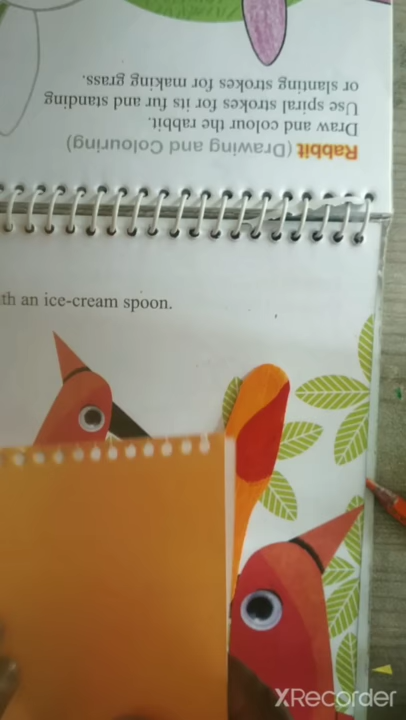 Rabbit (Drawing and Colouring)
Draw and colour the rabbit.
Use spiral strokes for its fur and standing
or slanting strokes for making grass.
th an ice-cream spoon.
XRecorder